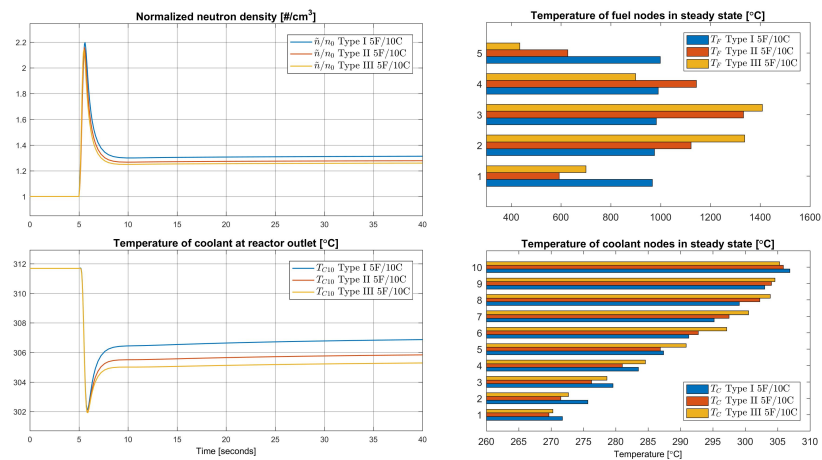 Normalized neutron density [#/cm³]
2.2
2
1.8
1.6
1.4
1.2
1
0 5 10 15 20 25 30 35 40
ñ/n₀ Type I 5F/10C
ñ/n₀ Type II 5F/10C
ñ/n₀ Type III 5F/10C
Temperature of fuel nodes in steady state [°C]
5
4
3
2
1
400 600 800 1000 1200 1400 1600
T_F Type I 5F/10C
T_F Type II 5F/10C
T_F Type III 5F/10C
Temperature of coolant at reactor outlet [°C]
312
310
308
306
304
302
0 5 10 15 20 25 30 35 40
Time [seconds]
T_C10 Type I 5F/10C
T_C10 Type II 5F/10C
T_C10 Type III 5F/10C
Temperature of coolant nodes in steady state [°C]
10
9
8
7
6
5
4
3
2
1
260 265 270 275 280 285 290 295 300 305 310
Temperature [°C]
T_C Type I 5F/10C
T_C Type II 5F/10C
T_C Type III 5F/10C